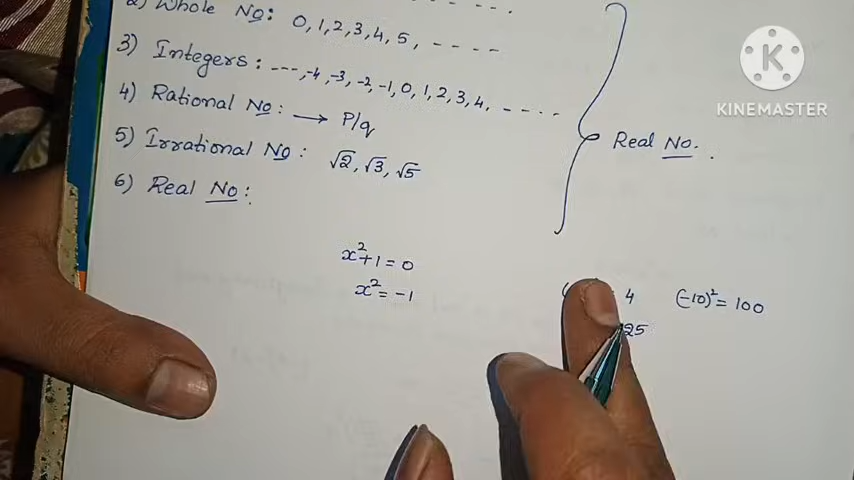 2) Whole No: 0, 1, 2, 3, 4, 5, ----
3) Integers: ---, -4, -3, -2, -1, 0, 1, 2, 3, 4, ----
4) Rational No: → P/q
5) Irrational No: √2, √3, √5
6) Real No:
Real No.
x²+1=0
x²=-1
4 (-10)²=100
25
KINEMASTER